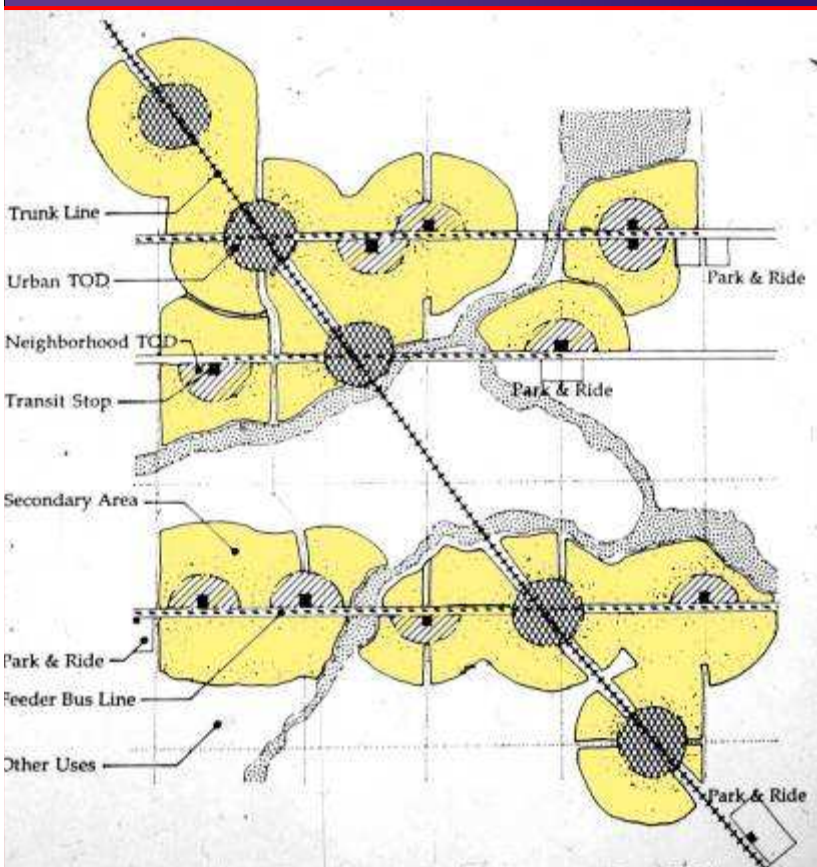 Trunk Line
Urban TOD
Park & Ride
Neighborhood TOD
Park & Ride
Transit Stop
Secondary Area
Park & Ride
Feeder Bus Line
Other Uses
Park & Ride